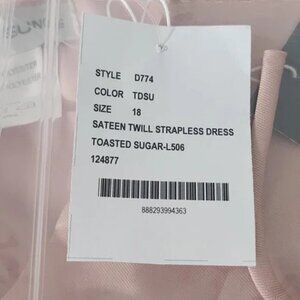 STYLE D774
COLOR TDSU
SIZE 18
SATEEN TWILL STRAPLESS DRESS
TOASTED SUGAR-L506
124877
888293994363